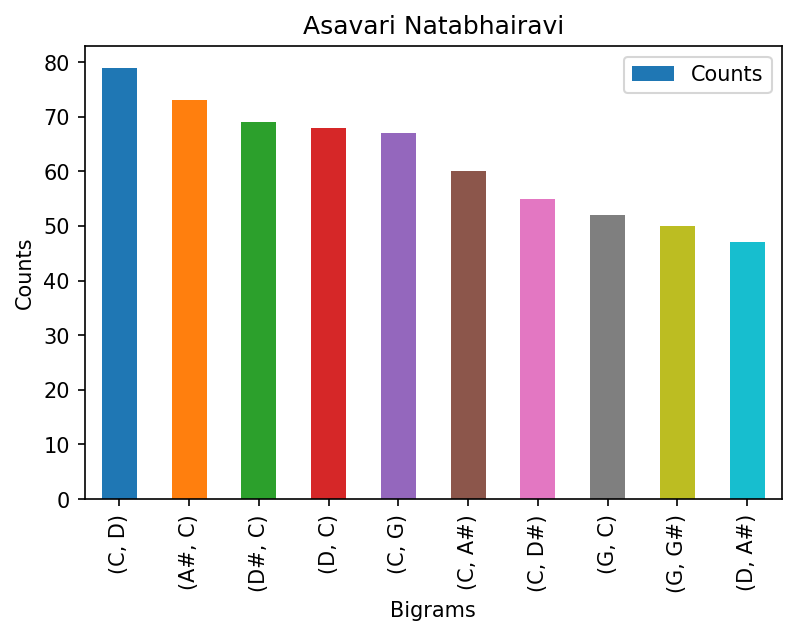 Asavari Natabhairavi
Counts
Counts
80
70
60
50
40
30
20
10
0
(C, D)
(A#, C)
(D#, C)
(D, C)
(C, G)
(C, A#)
(C, D#)
(G, C)
(G, G#)
(D, A#)
Bigrams